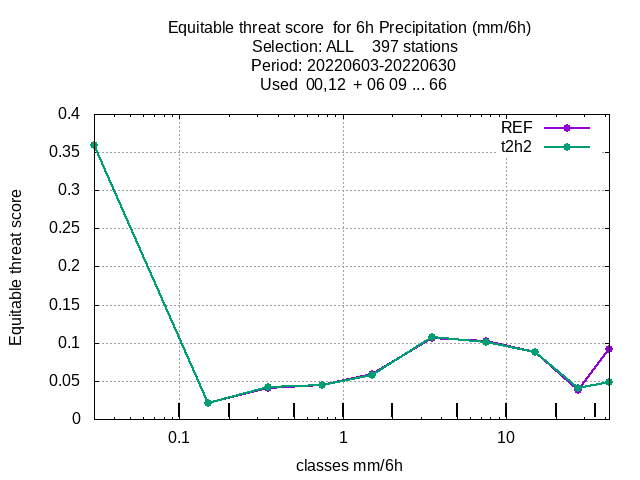 Equitable threat score  for 6h Precipitation (mm/6h)
Selection: ALL    397 stations
Period: 20220603-20220630
Used  00,12  + 06 09 ... 66
REF
t2h2
0.4
0.35
0.3
0.25
0.2
0.15
0.1
0.05
0
Equitable threat score
0.1
1
10
classes mm/6h